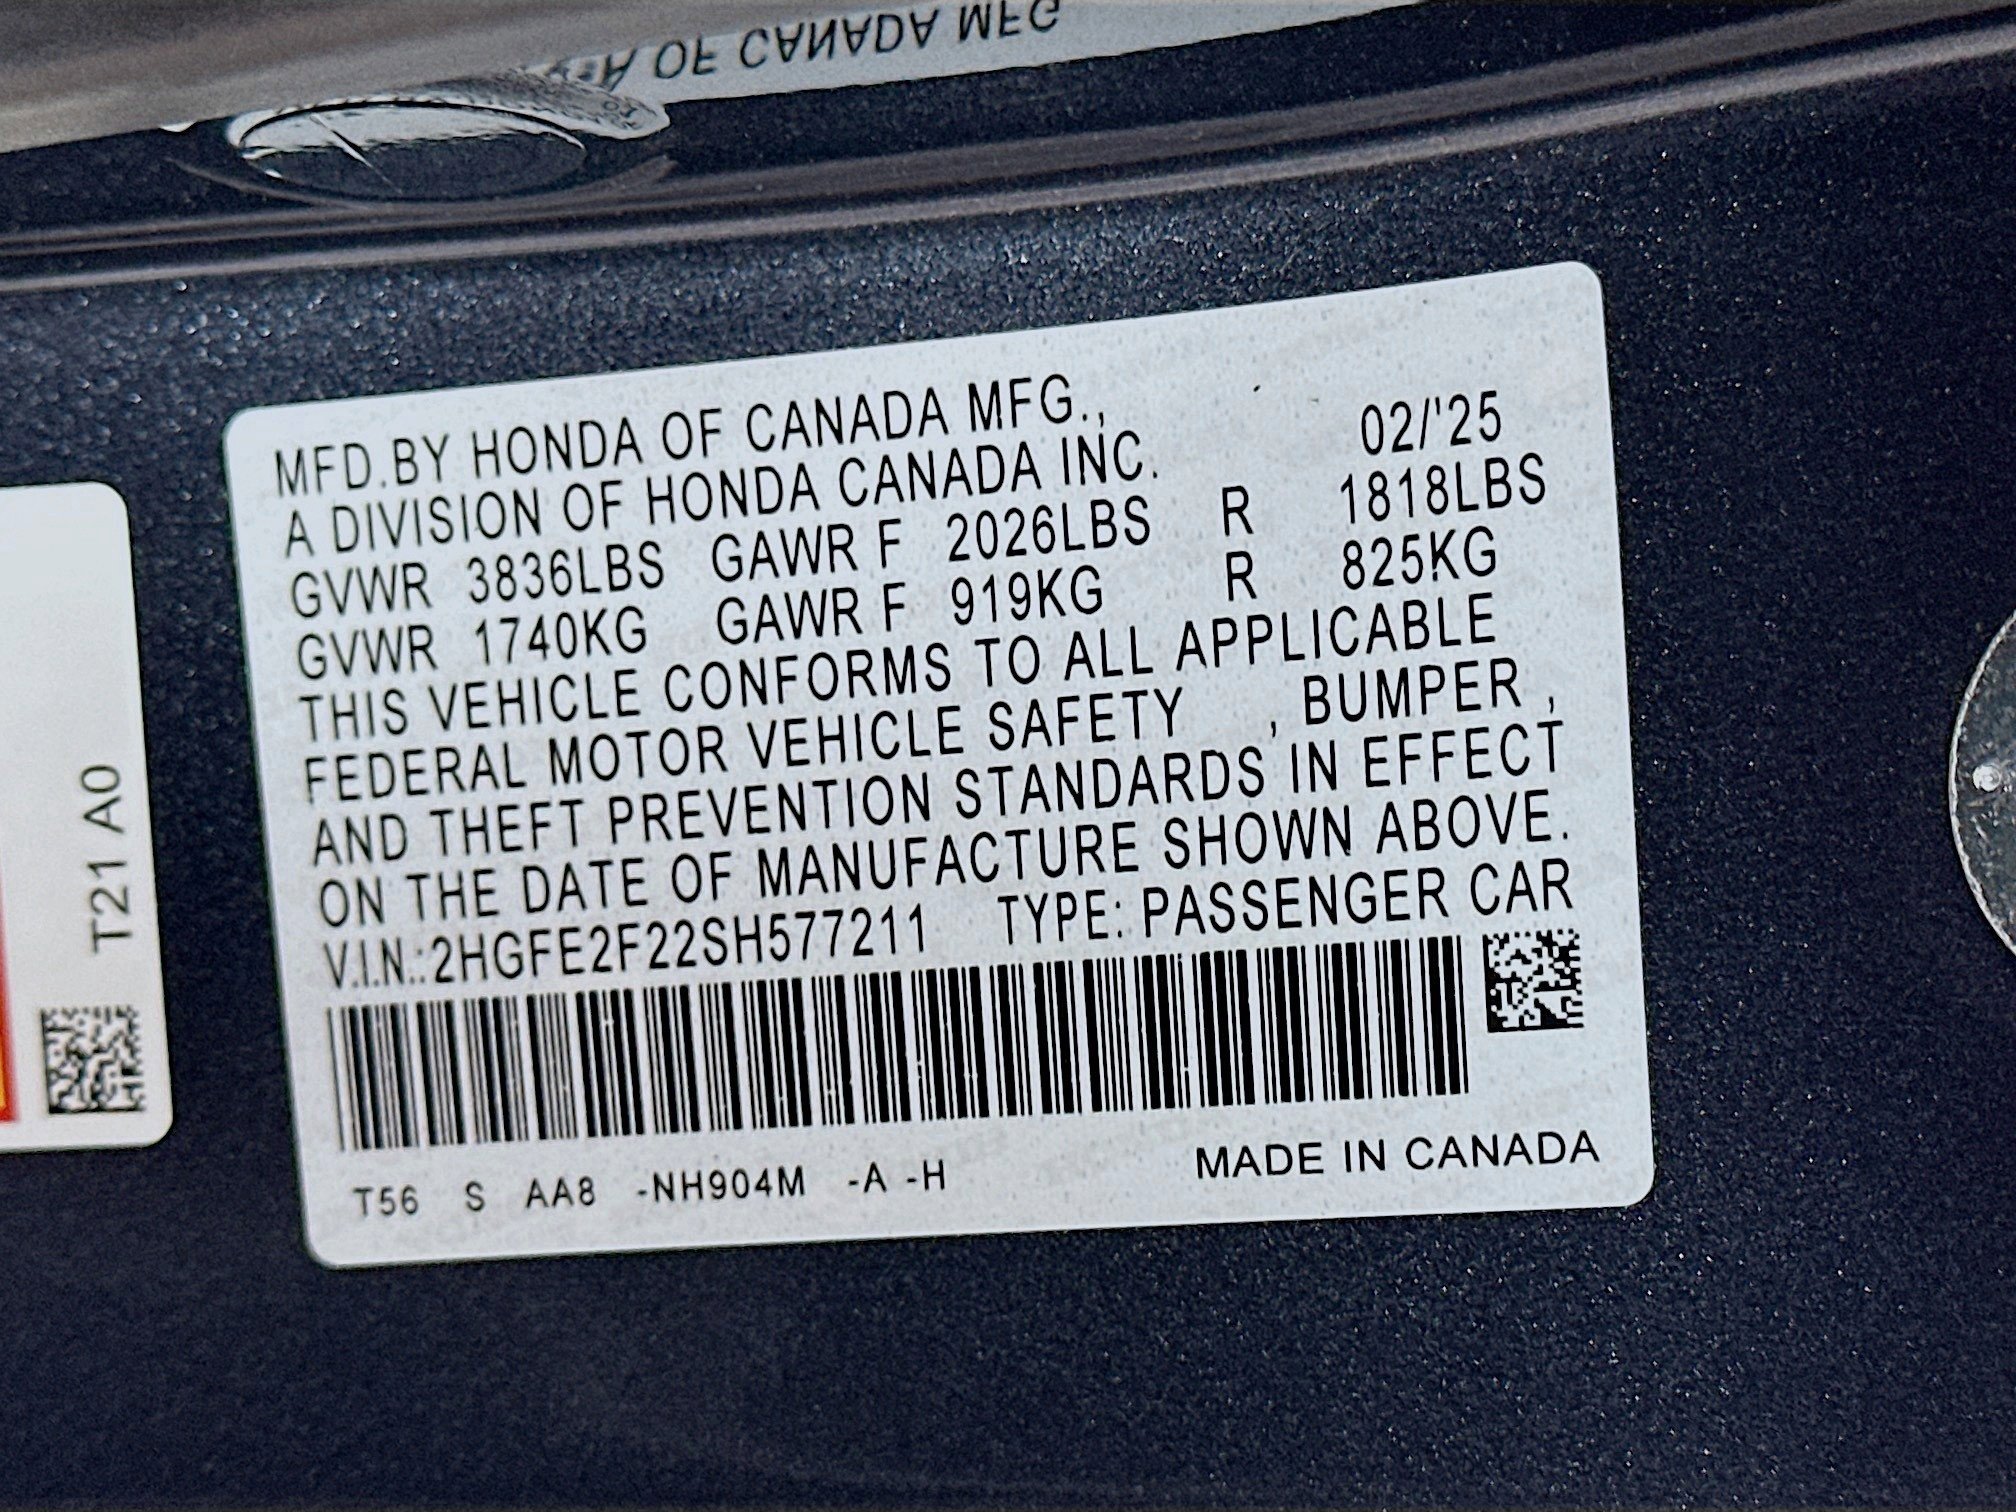 OF CANADA MFG
MFD.BY HONDA OF CANADA MFG.,
A DIVISION OF HONDA CANADA INC. 02/'25
GVWR 3836LBS GAWR F 2026LBS R 1818LBS
GVWR 1740KG GAWR F 919KG R 825KG
THIS VEHICLE CONFORMS TO ALL APPLICABLE
FEDERAL MOTOR VEHICLE SAFETY , BUMPER ,
AND THEFT PREVENTION STANDARDS IN EFFECT
ON THE DATE OF MANUFACTURE SHOWN ABOVE.
V.I.N.:2HGFE2F22SH577211 TYPE: PASSENGER CAR
T56 S AA8 -NH904M -A -H MADE IN CANADA
T21 A0